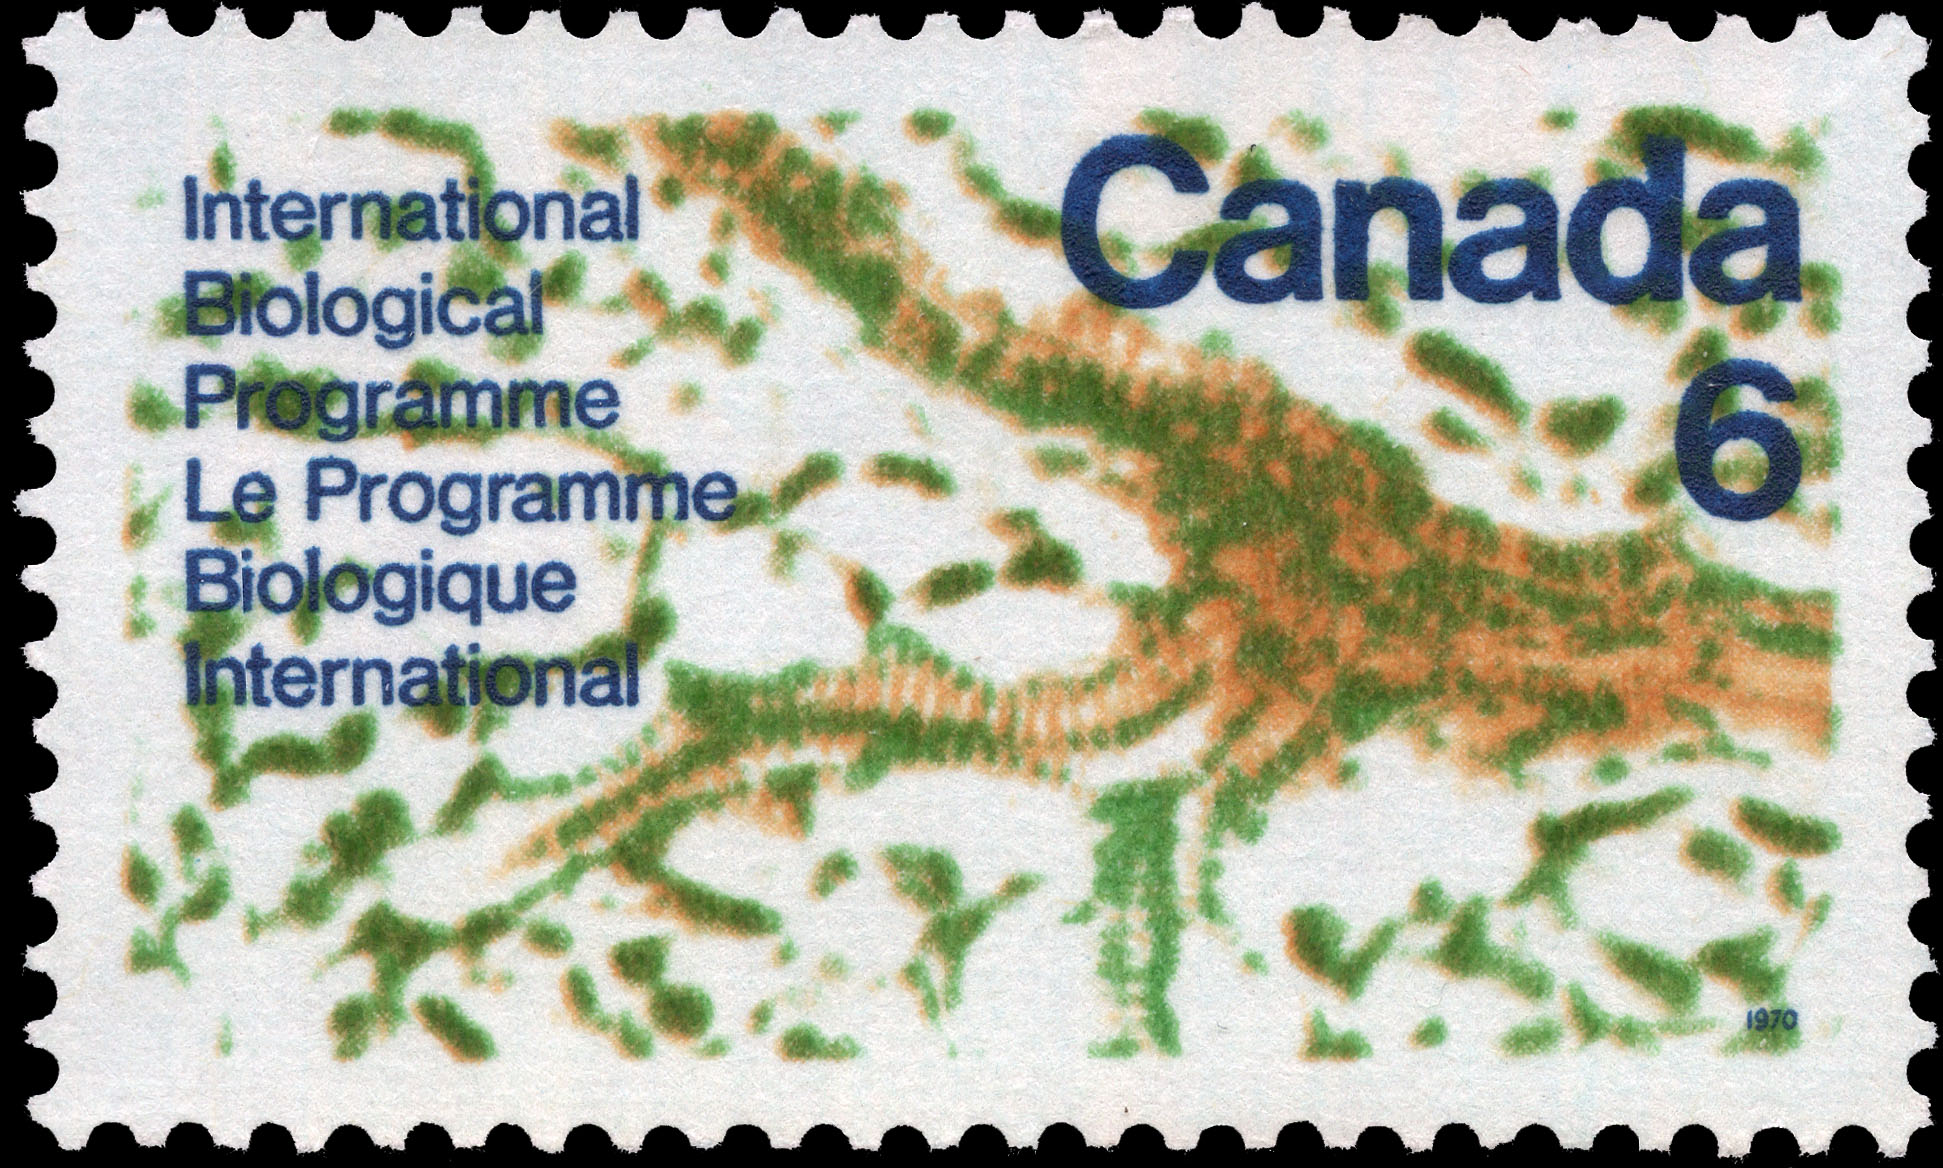 International
Biological
Programme
Le Programme
Biologique
International
Canada
6
1970